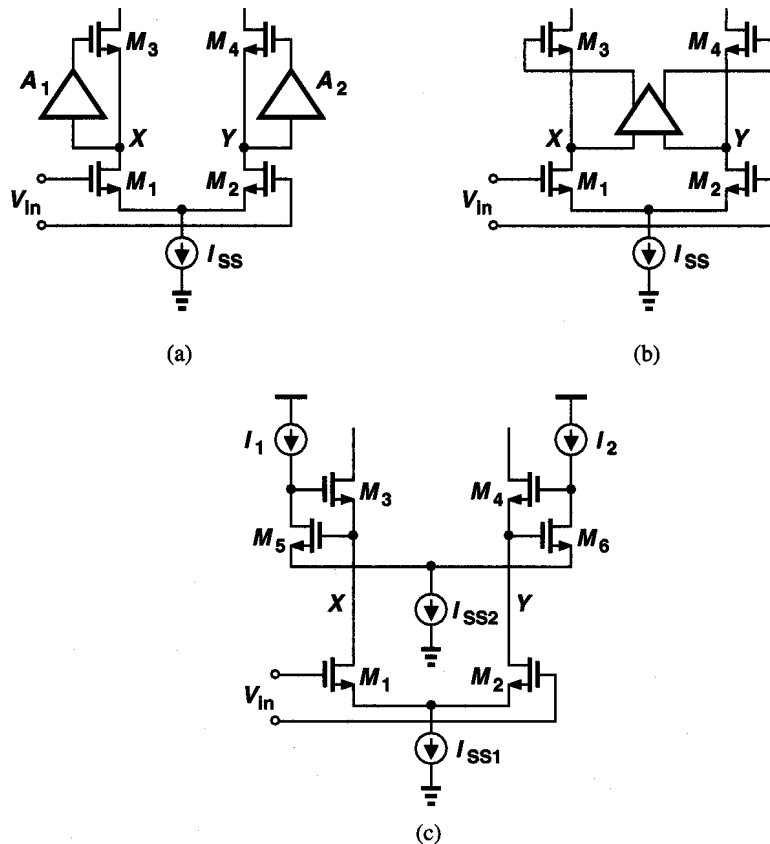 M3 M4
A1 A2
X Y
M1 M2
Vin
ISS
(a)
M3 M4
X Y
M1 M2
Vin
ISS
(b)
I1 I2
M3 M4
M5 M6
X Y
ISS2
M1 M2
Vin
ISS1
(c)